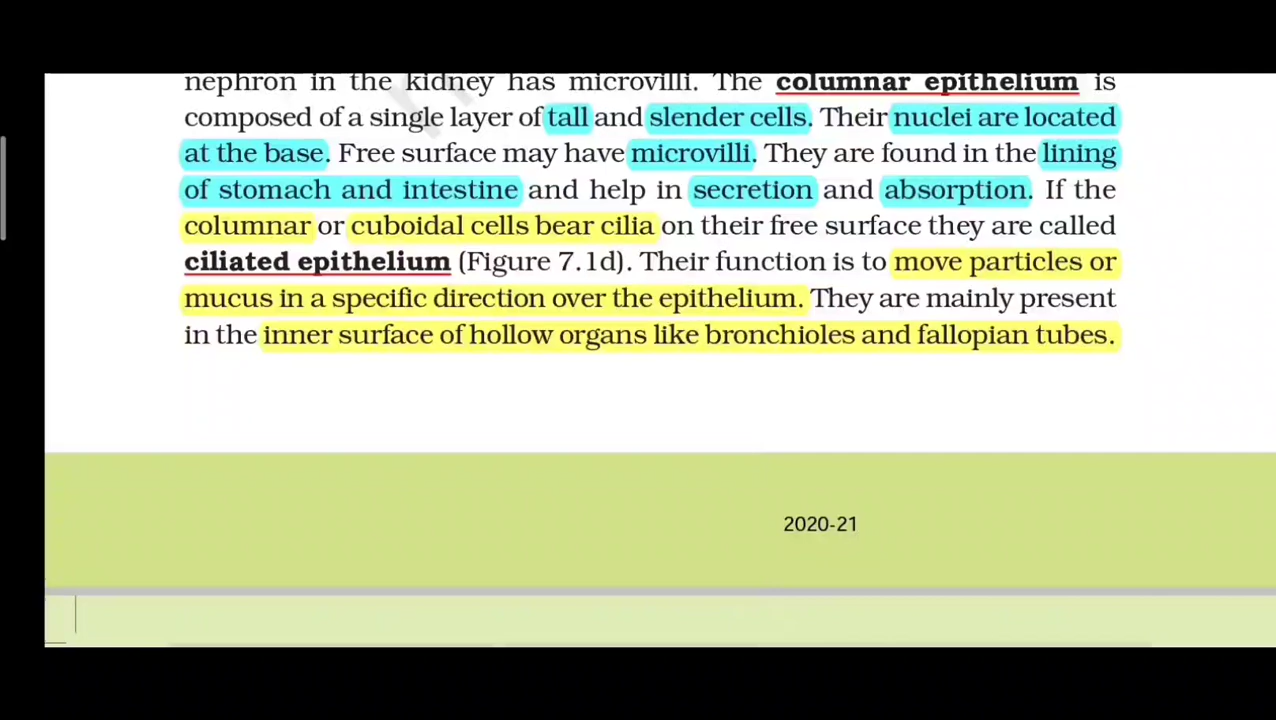 nephron in the kidney has microvilli. The columnar epithelium is
composed of a single layer of tall and slender cells. Their nuclei are located
at the base. Free surface may have microvilli. They are found in the lining
of stomach and intestine and help in secretion and absorption. If the
columnar or cuboidal cells bear cilia on their free surface they are called
ciliated epithelium (Figure 7.1d). Their function is to move particles or
mucus in a specific direction over the epithelium. They are mainly present
in the inner surface of hollow organs like bronchioles and fallopian tubes.
2020-21